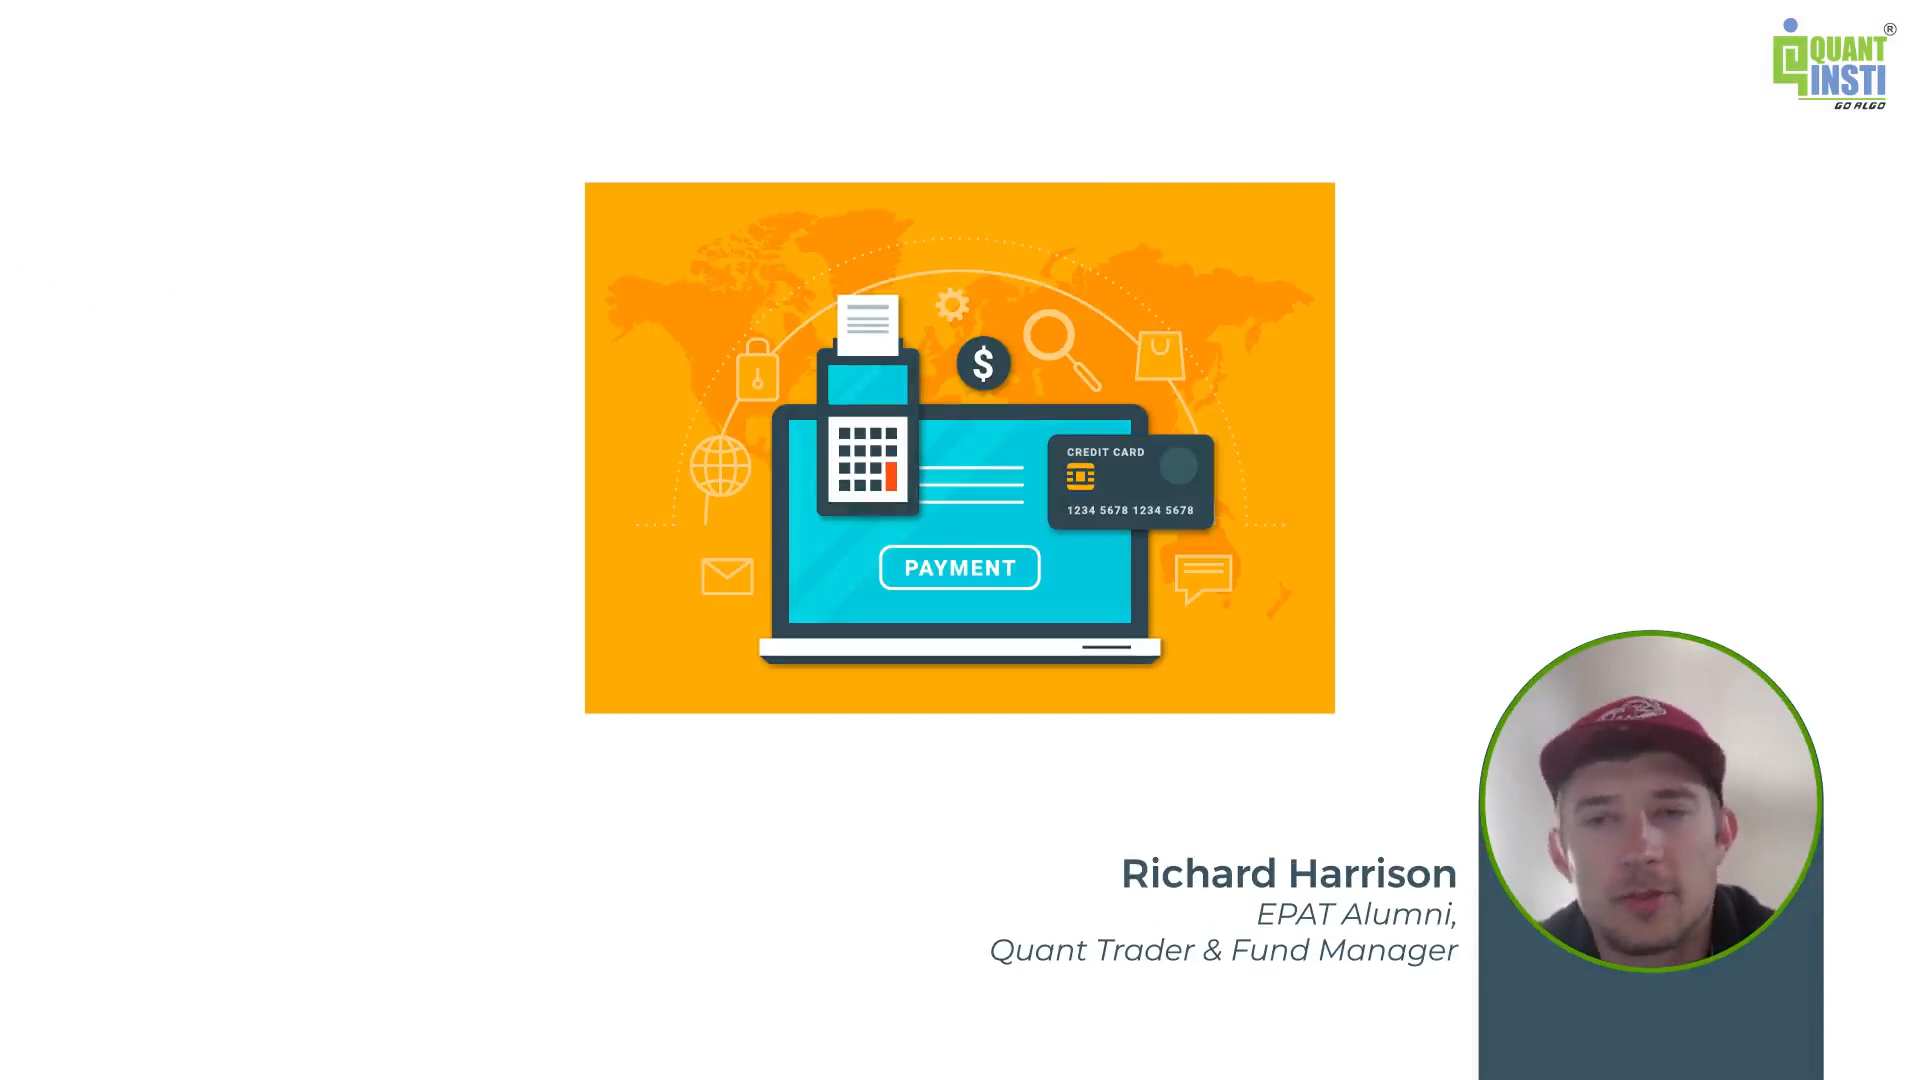 QUANT
INSTI
®
GO ALGO
$
CREDIT CARD
1234 5678 1234 5678
PAYMENT
Richard Harrison
EPAT Alumni,
Quant Trader & Fund Manager